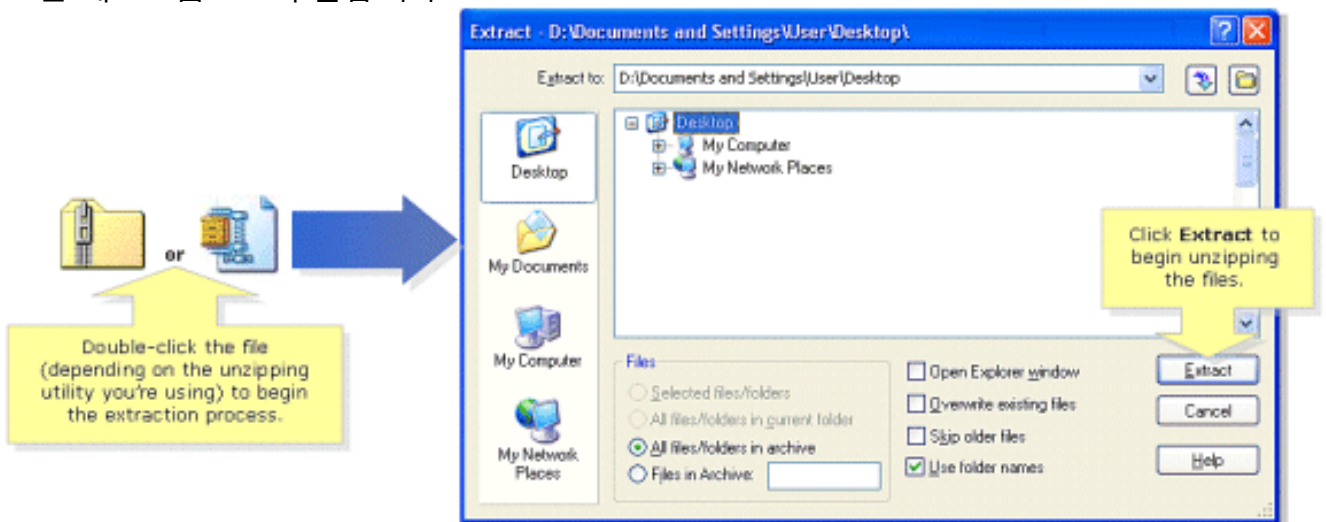 Extract - D:\Documents and Settings\User\Desktop\
Extract to: D:\Documents and Settings\User\Desktop
Desktop
My Documents
My Computer
My Network
Places
Desktop
My Computer
My Network Places
or
Double-click the file
(depending on the unzipping
utility you're using) to begin
the extraction process.
Click Extract to
begin unzipping
the files.
Files
Selected files/folders
All files/folders in current folder
All files/folders in archive
Files in Archive:
Open Explorer window
Overwrite existing files
Skip older files
Use folder names
Extract
Cancel
Help